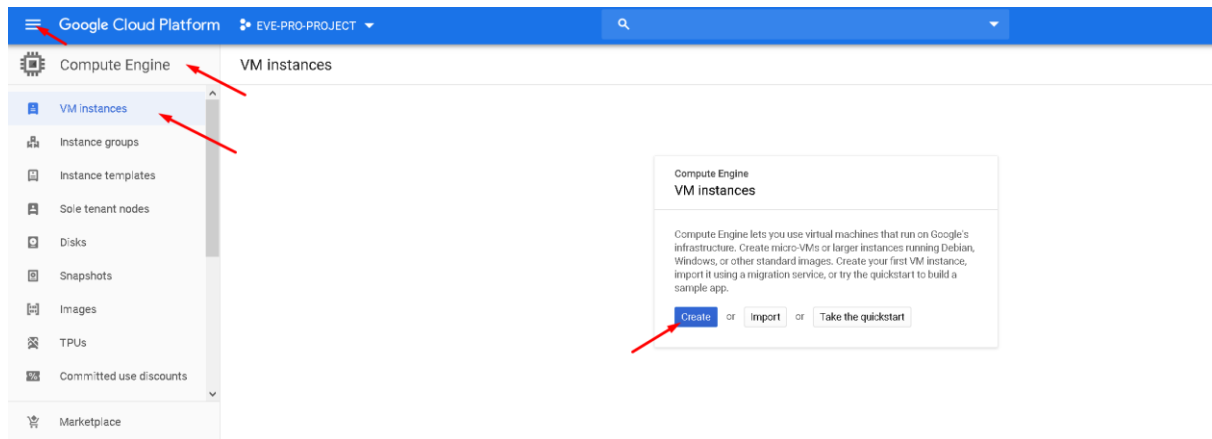 Google Cloud Platform EVE-PRO-PROJECT
Compute Engine
VM instances
VM instances
Instance groups
Instance templates
Sole tenant nodes
Disks
Snapshots
Images
TPUs
Committed use discounts
Marketplace
Compute Engine
VM instances
Compute Engine lets you use virtual machines that run on Google's
infrastructure. Create micro-VMs or larger instances running Debian,
Windows, or other standard images. Create your first VM instance,
import it using a migration service, or try the quickstart to build a
sample app.
Create or Import or Take the quickstart